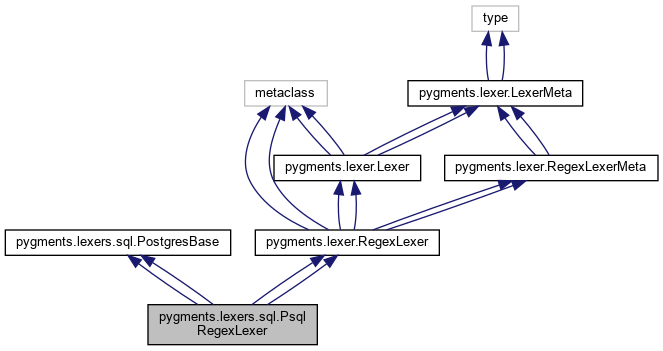 type
metaclass
pygments.lexer.LexerMeta
pygments.lexer.Lexer
pygments.lexer.RegexLexerMeta
pygments.lexers.sql.PostgresBase
pygments.lexer.RegexLexer
pygments.lexers.sql.Psql
RegexLexer